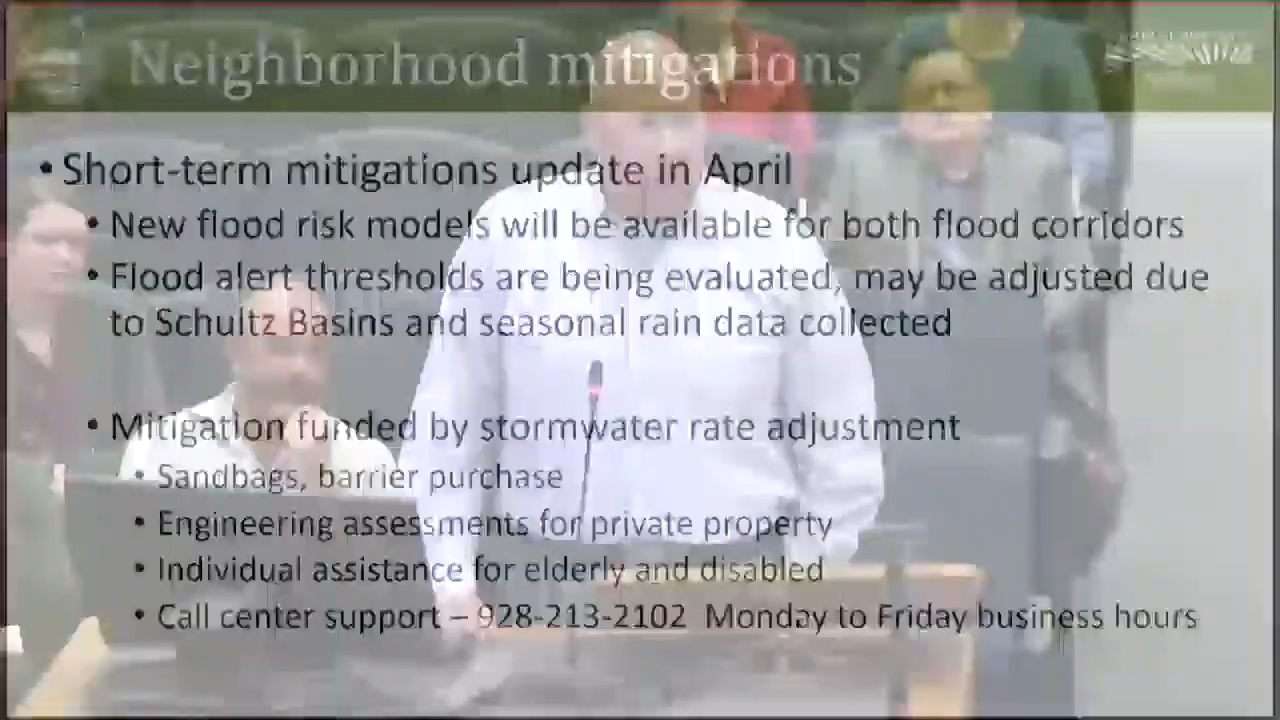 Neighborhood mitigations
• Short-term mitigations update in April
• New flood risk models will be available for both flood corridors
• Flood alert thresholds are being evaluated, may be adjusted due
to Schultz Basins and seasonal rain data collected
• Mitigation funded by stormwater rate adjustment
• Sandbags, barrier purchase
• Engineering assessments for private property
• Individual assistance for elderly and disabled
• Call center support – 928-213-2102 Monday to Friday business hours